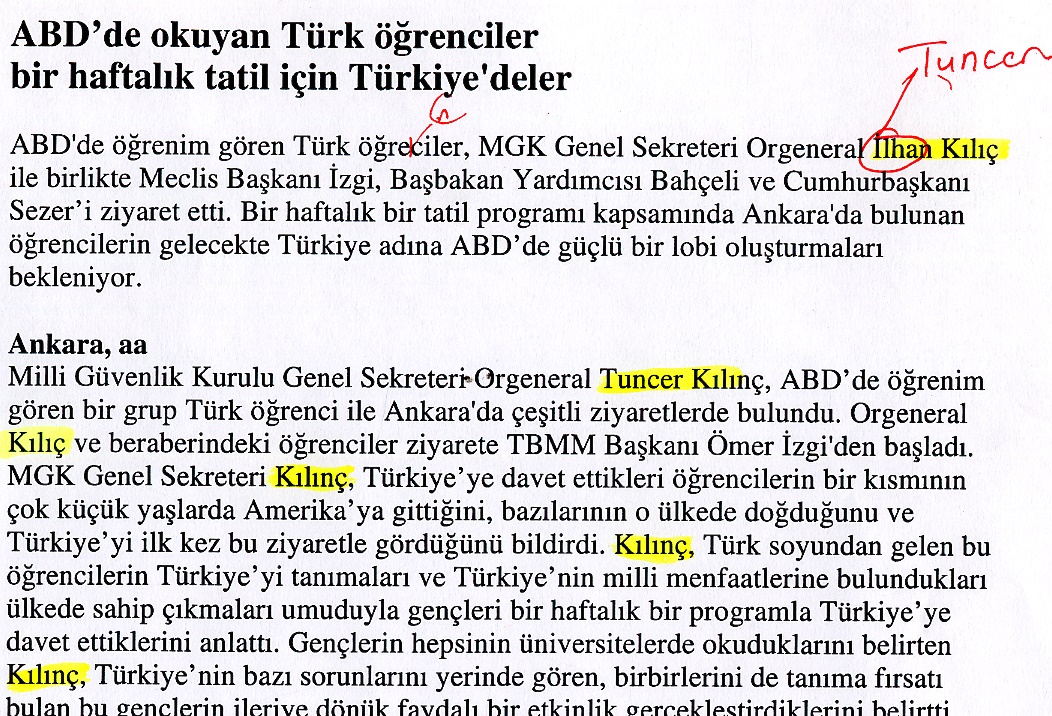 ABD’de okuyan Türk öğrenciler
bir haftalık tatil için Türkiye'deler
Tuncer
n
ABD'de öğrenim gören Türk öğreciler, MGK Genel Sekreteri Orgeneral İlhan Kılıç
ile birlikte Meclis Başkanı İzgi, Başbakan Yardımcısı Bahçeli ve Cumhurbaşkanı
Sezer’i ziyaret etti. Bir haftalık bir tatil programı kapsamında Ankara'da bulunan
öğrencilerin gelecekte Türkiye adına ABD’de güçlü bir lobi oluşturmaları
bekleniyor.
Ankara, aa
Milli Güvenlik Kurulu Genel Sekreteri Orgeneral Tuncer Kılınç, ABD’de öğrenim
gören bir grup Türk öğrenci ile Ankara'da çeşitli ziyaretlerde bulundu. Orgeneral
Kılıç ve beraberindeki öğrenciler ziyarete TBMM Başkanı Ömer İzgi'den başladı.
MGK Genel Sekreteri Kılınç, Türkiye’ye davet ettikleri öğrencilerin bir kısmının
çok küçük yaşlarda Amerika’ya gittiğini, bazılarının o ülkede doğduğunu ve
Türkiye’yi ilk kez bu ziyaretle gördüğünü bildirdi. Kılınç, Türk soyundan gelen bu
öğrencilerin Türkiye’yi tanımaları ve Türkiye’nin milli menfaatlerine bulundukları
ülkede sahip çıkmaları umuduyla gençleri bir haftalık bir programla Türkiye’ye
davet ettiklerini anlattı. Gençlerin hepsinin üniversitelerde okuduklarını belirten
Kılınç, Türkiye’nin bazı sorunlarını yerinde gören, birbirlerini de tanıma fırsatı
bulan bu gençlerin ileriye dönük faydalı bir etkinlik gerçekleştirdiklerini belirtti